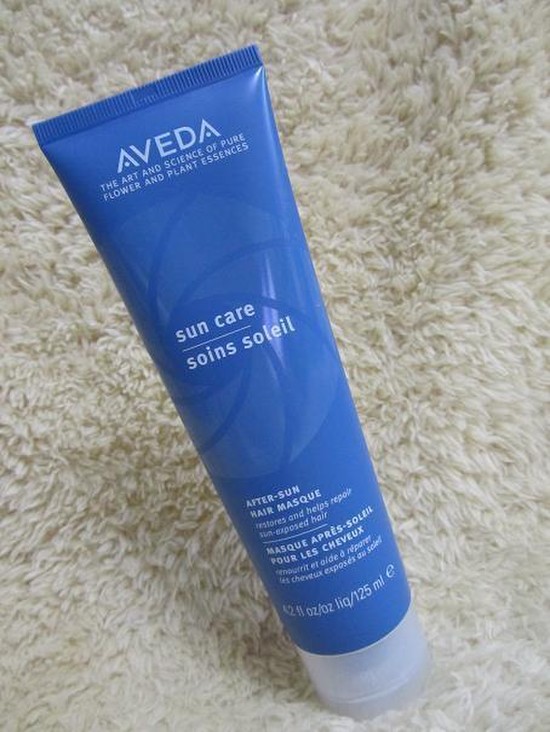 AVEDA
THE ART AND SCIENCE OF PURE
FLOWER AND PLANT ESSENCES
sun care
soins soleil
AFTER-SUN
HAIR MASQUE
restores and helps repair
sun-exposed hair
MASQUE APRÈS-SOLEIL
POUR LES CHEVEUX
nourrit et aide à réparer
les cheveux exposés au soleil
4.2 fl oz/oz liq/125 ml ℮